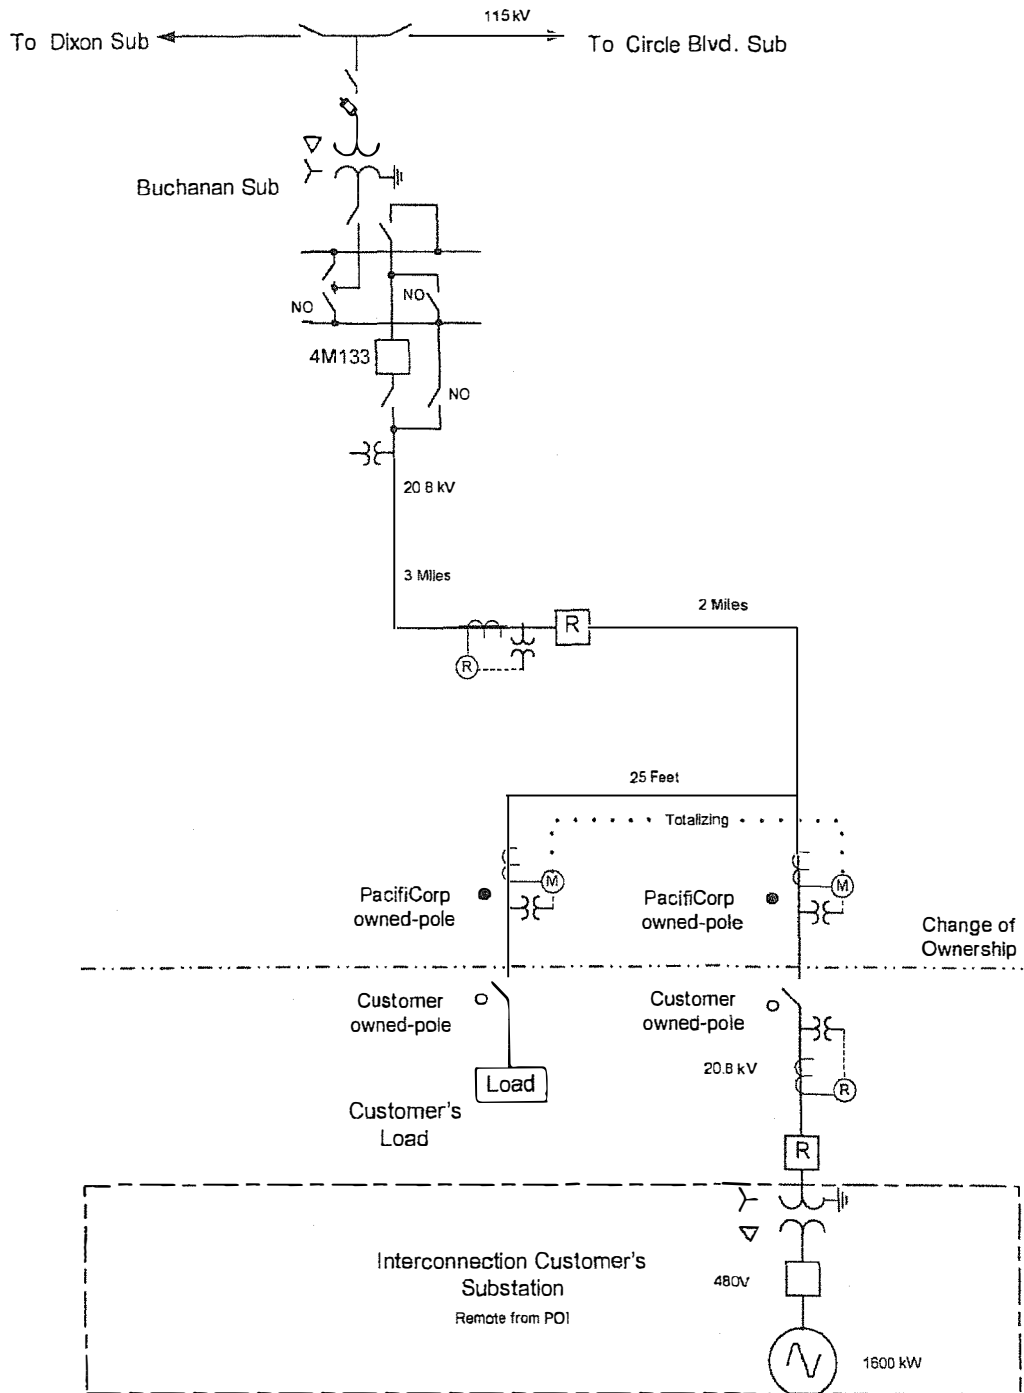 115 kV
To Dixon Sub
To Circle Blvd. Sub
Buchanan Sub
NO
NO
4M133
NO
20 8 kV
3 Miles
2 Miles
R
R
25 Feet
Totalizing
M
M
PacifiCorp
owned-pole
PacifiCorp
owned-pole
Change of
Ownership
Customer
owned-pole
Customer
owned-pole
20.8 kV
Load
R
Customer's
Load
R
Interconnection Customer's
Substation
Remote from POI
480V
1600 kW